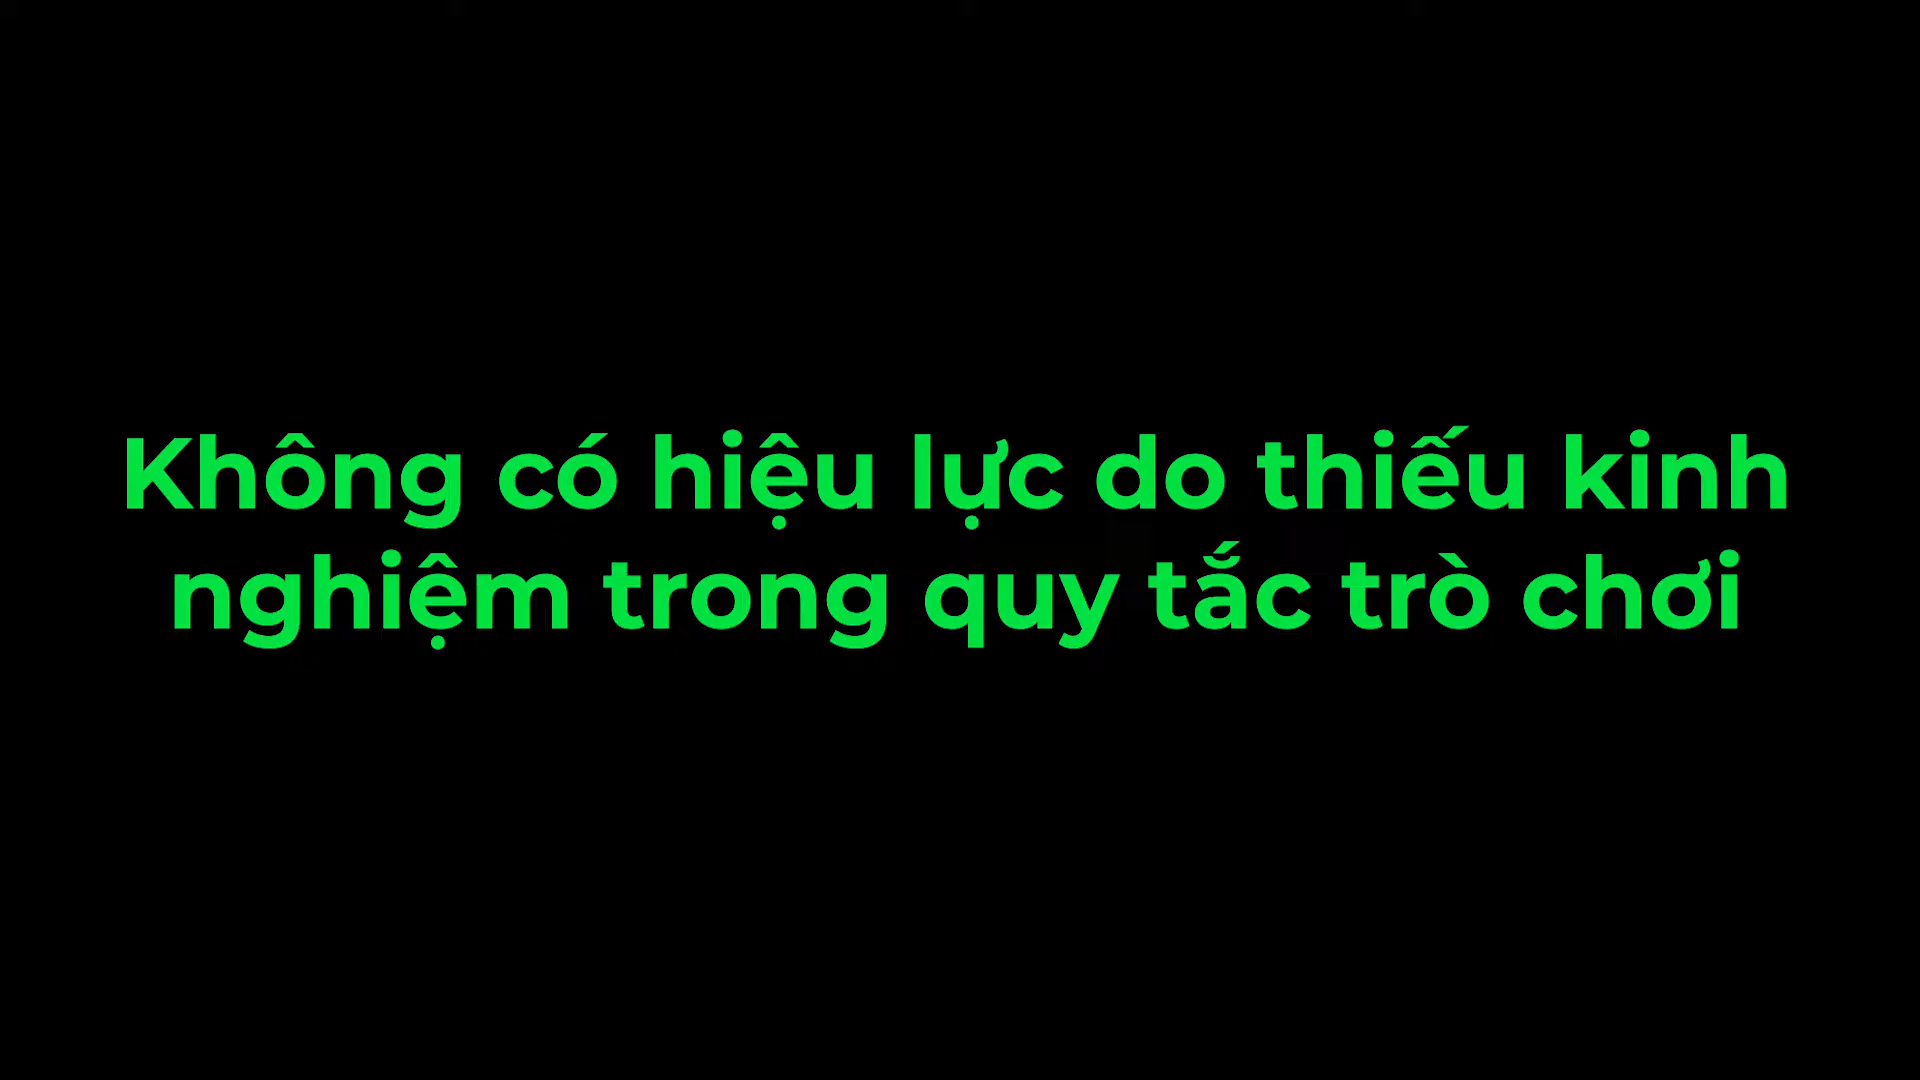 Không có hiệu lực do thiếu kinh
nghiệm trong quy tắc trò chơi